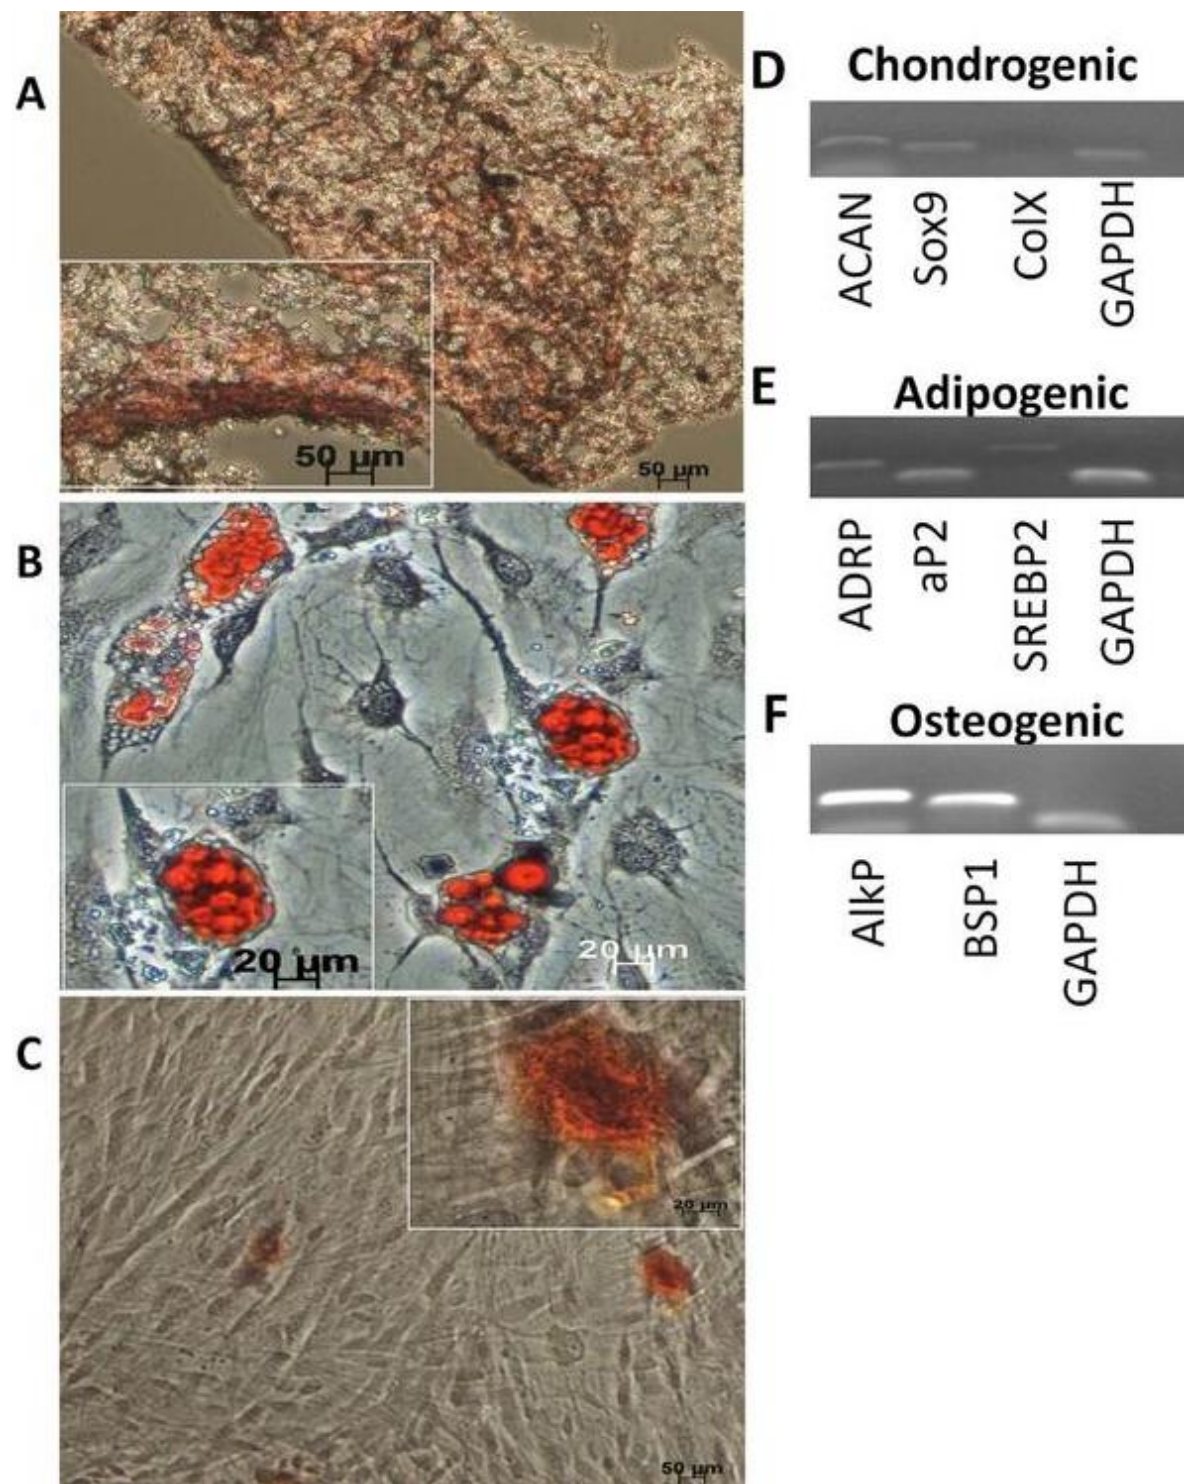 A
50 µm
50 µm
B
20 µm
20 µm
C
20 µm
50 µm
D
Chondrogenic
ACAN
Sox9
ColX
GAPDH
E
Adipogenic
ADRP
aP2
SREBP2
GAPDH
F
Osteogenic
AlkP
BSP1
GAPDH